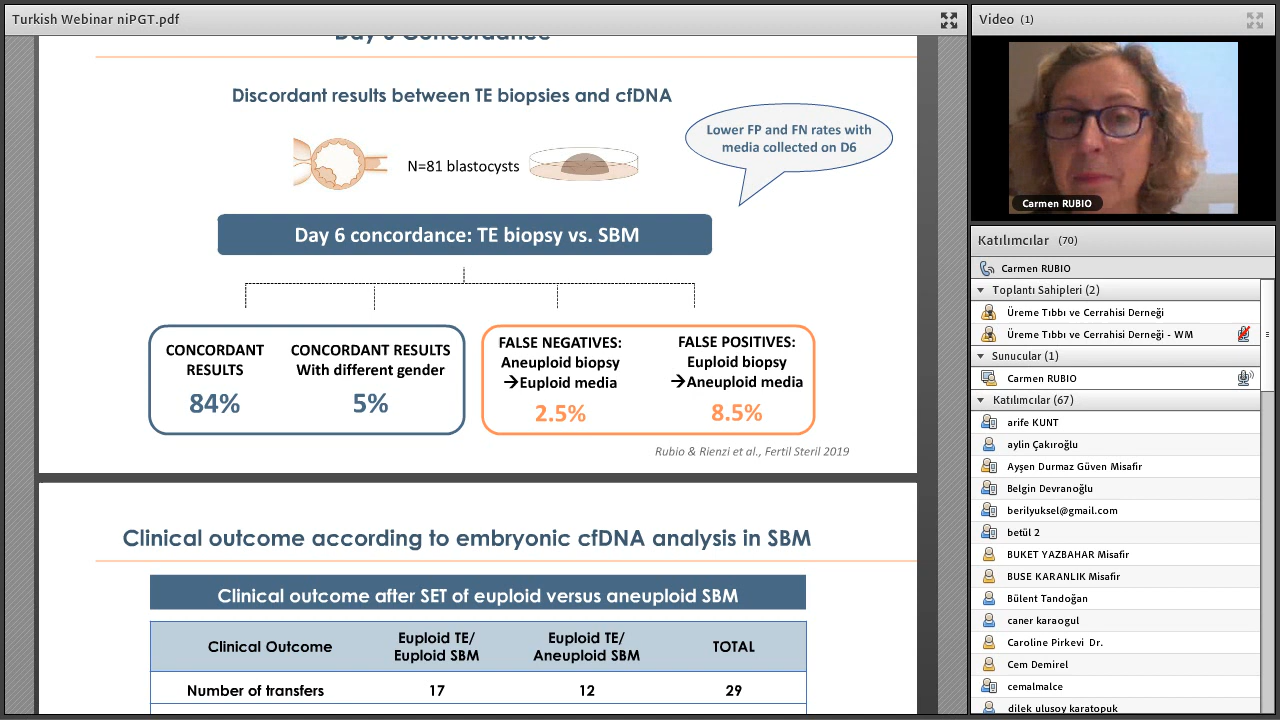 Turkish Webinar niPGT.pdf
Day 6 Concordance
Discordant results between TE biopsies and cfDNA
Lower FP and FN rates with
media collected on D6
N=81 blastocysts
Day 6 concordance: TE biopsy vs. SBM
CONCORDANT
RESULTS
84%
CONCORDANT RESULTS
With different gender
5%
FALSE NEGATIVES:
Aneuploid biopsy
→Euploid media
2.5%
FALSE POSITIVES:
Euploid biopsy
→Aneuploid media
8.5%
Rubio & Rienzi et al., Fertil Steril 2019
Clinical outcome according to embryonic cfDNA analysis in SBM
Clinical outcome after SET of euploid versus aneuploid SBM
Clinical Outcome
Euploid TE/
Euploid SBM
Euploid TE/
Aneuploid SBM
TOTAL
Number of transfers 17 12 29
Video (1)
Carmen RUBIO
Katılımcılar (70)
Carmen RUBIO
Toplantı Sahipleri (2)
Üreme Tıbbı ve Cerrahisi Derneği
Üreme Tıbbı ve Cerrahisi Derneği - WM
Sunucular (1)
Carmen RUBIO
Katılımcılar (67)
arife KUNT
aylin Çakıroğlu
Ayşen Durmaz Güven Misafir
Belgin Devranoğlu
berilyuksel@gmail.com
betül 2
BUKET YAZBAHAR Misafir
BUSE KARANLIK Misafir
Bülent Tandoğan
caner karaogul
Caroline Pirkevi Dr.
Cem Demirel
cemalmalce
dilek ulusoy karatopuk